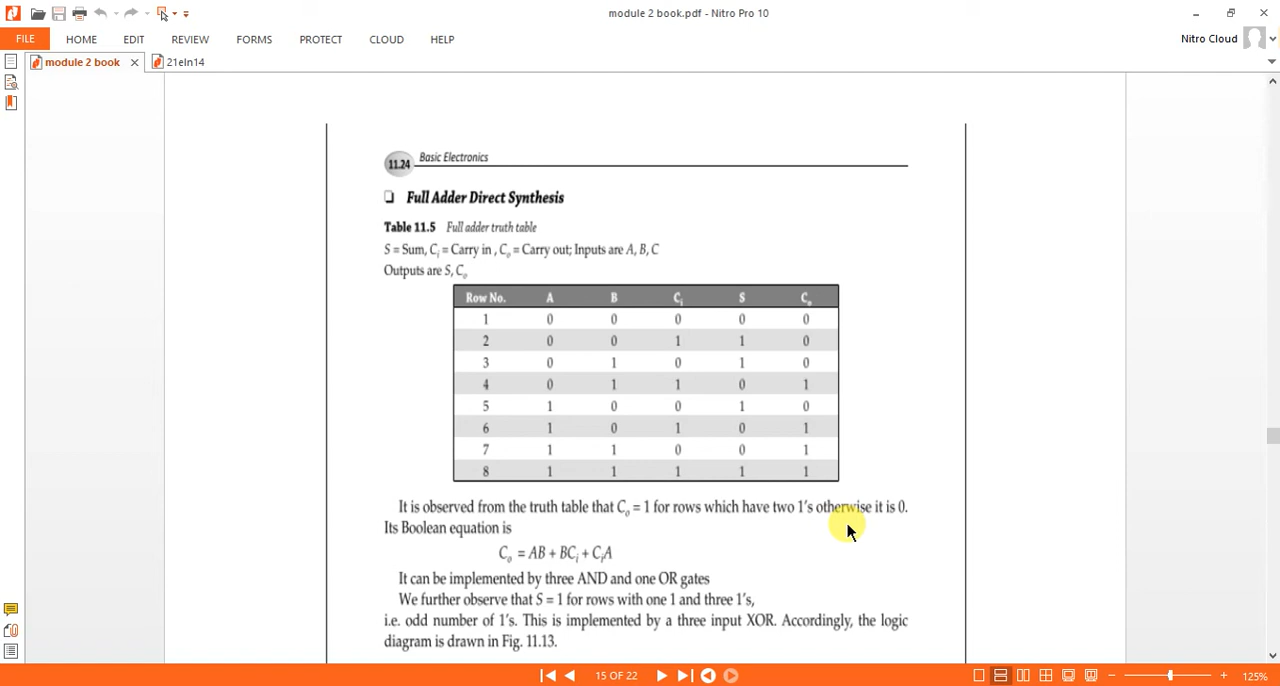 module 2 book.pdf - Nitro Pro 10
FILE HOME EDIT REVIEW FORMS PROTECT CLOUD HELP
Nitro Cloud
module 2 book 21eln14
11.24 Basic Electronics
Full Adder Direct Synthesis
Table 11.5 Full adder truth table
S = Sum, Ci = Carry in , Co = Carry out; Inputs are A, B, C
Outputs are S, Co
Row No. A B Ci S Co
1 0 0 0 0 0
2 0 0 1 1 0
3 0 1 0 1 0
4 0 1 1 0 1
5 1 0 0 1 0
6 1 0 1 0 1
7 1 1 0 0 1
8 1 1 1 1 1
It is observed from the truth table that Co = 1 for rows which have two 1's otherwise it is 0.
Its Boolean equation is
Co = AB + BCi + CiA
It can be implemented by three AND and one OR gates
We further observe that S = 1 for rows with one 1 and three 1's,
i.e. odd number of 1's. This is implemented by a three input XOR. Accordingly, the logic
diagram is drawn in Fig. 11.13.
15 OF 22
125%